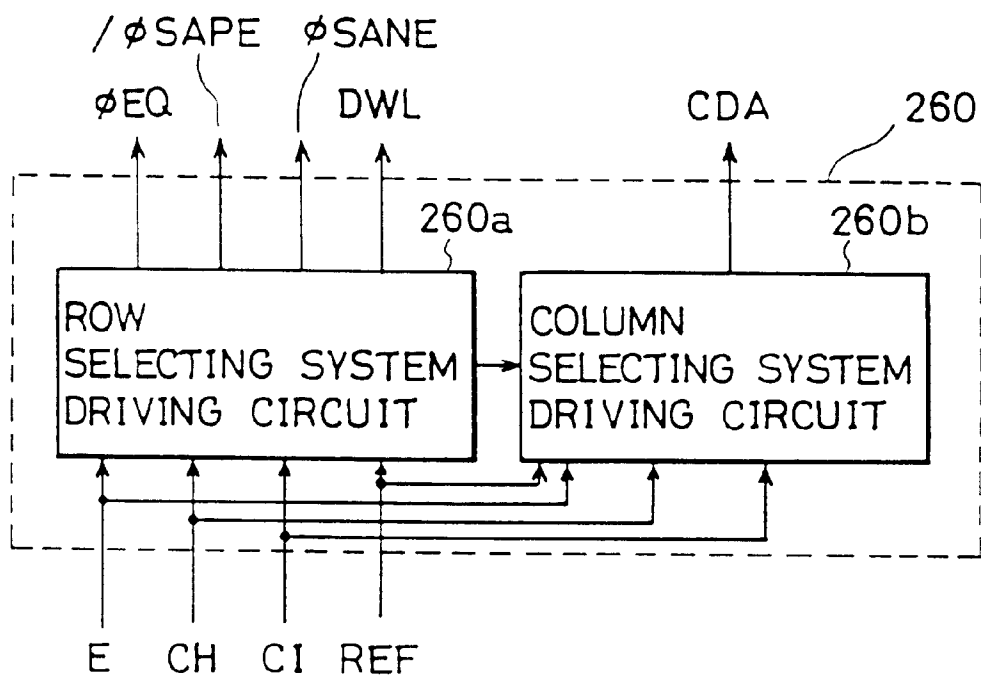 /φSAPE φSANE
φEQ DWL CDA 260
260a 260b
ROW
SELECTING SYSTEM
DRIVING CIRCUIT
COLUMN
SELECTING SYSTEM
DRIVING CIRCUIT
E CH CI REF